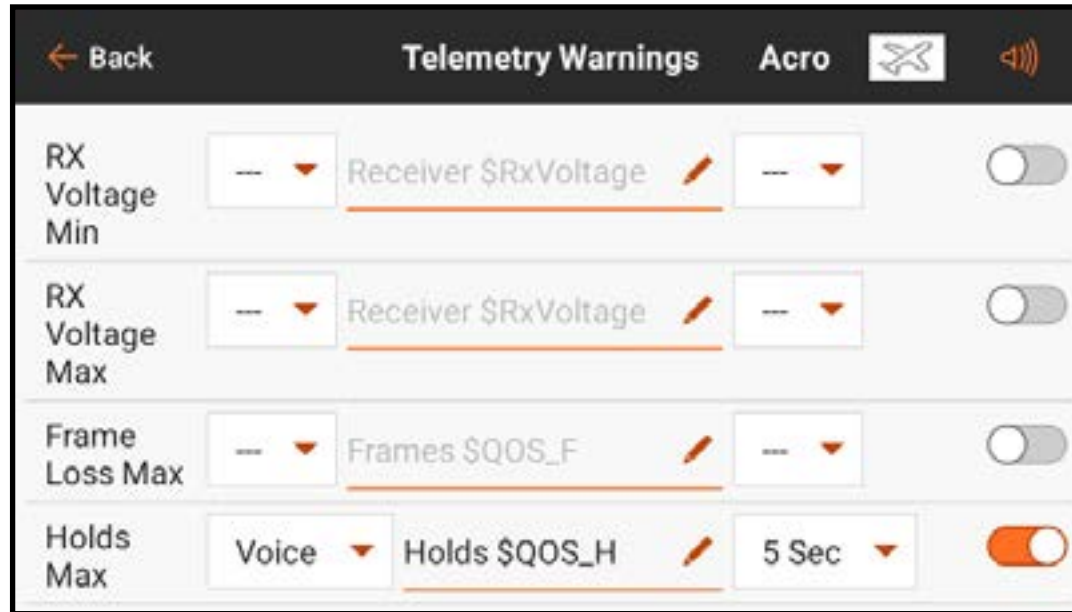 Back Telemetry Warnings Acro
RX
Voltage
Min
--- Receiver $RxVoltage ---
RX
Voltage
Max
--- Receiver $RxVoltage ---
Frame
Loss Max
--- Frames $QOS_F ---
Holds
Max
Voice Holds $QOS_H 5 Sec